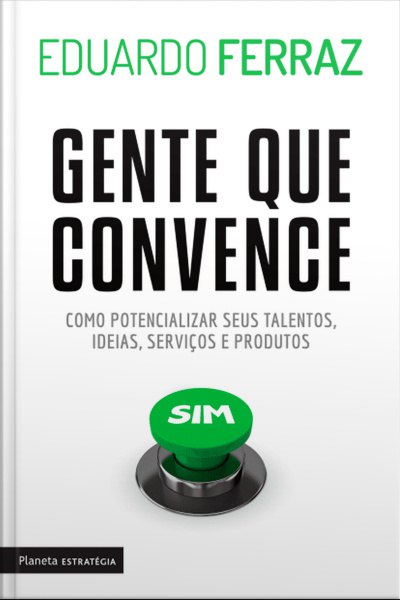 EDUARDO FERRAZ
GENTE QUE
CONVENCE
COMO POTENCIALIZAR SEUS TALENTOS,
IDEIAS, SERVIÇOS E PRODUTOS
SIM
Planeta ESTRATÉGIA